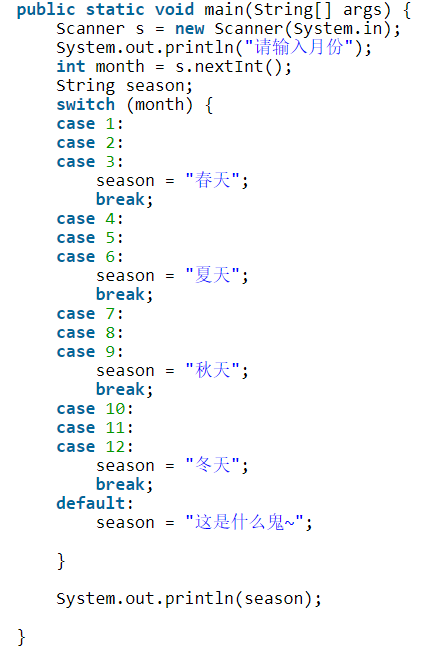 public static void main(String[] args) {
    Scanner s = new Scanner(System.in);
    System.out.println("请输入月份");
    int month = s.nextInt();
    String season;
    switch (month) {
    case 1:
    case 2:
    case 3:
        season = "春天";
        break;
    case 4:
    case 5:
    case 6:
        season = "夏天";
        break;
    case 7:
    case 8:
    case 9:
        season = "秋天";
        break;
    case 10:
    case 11:
    case 12:
        season = "冬天";
        break;
    default:
        season = "这是什么鬼~";
    }
    System.out.println(season);
}